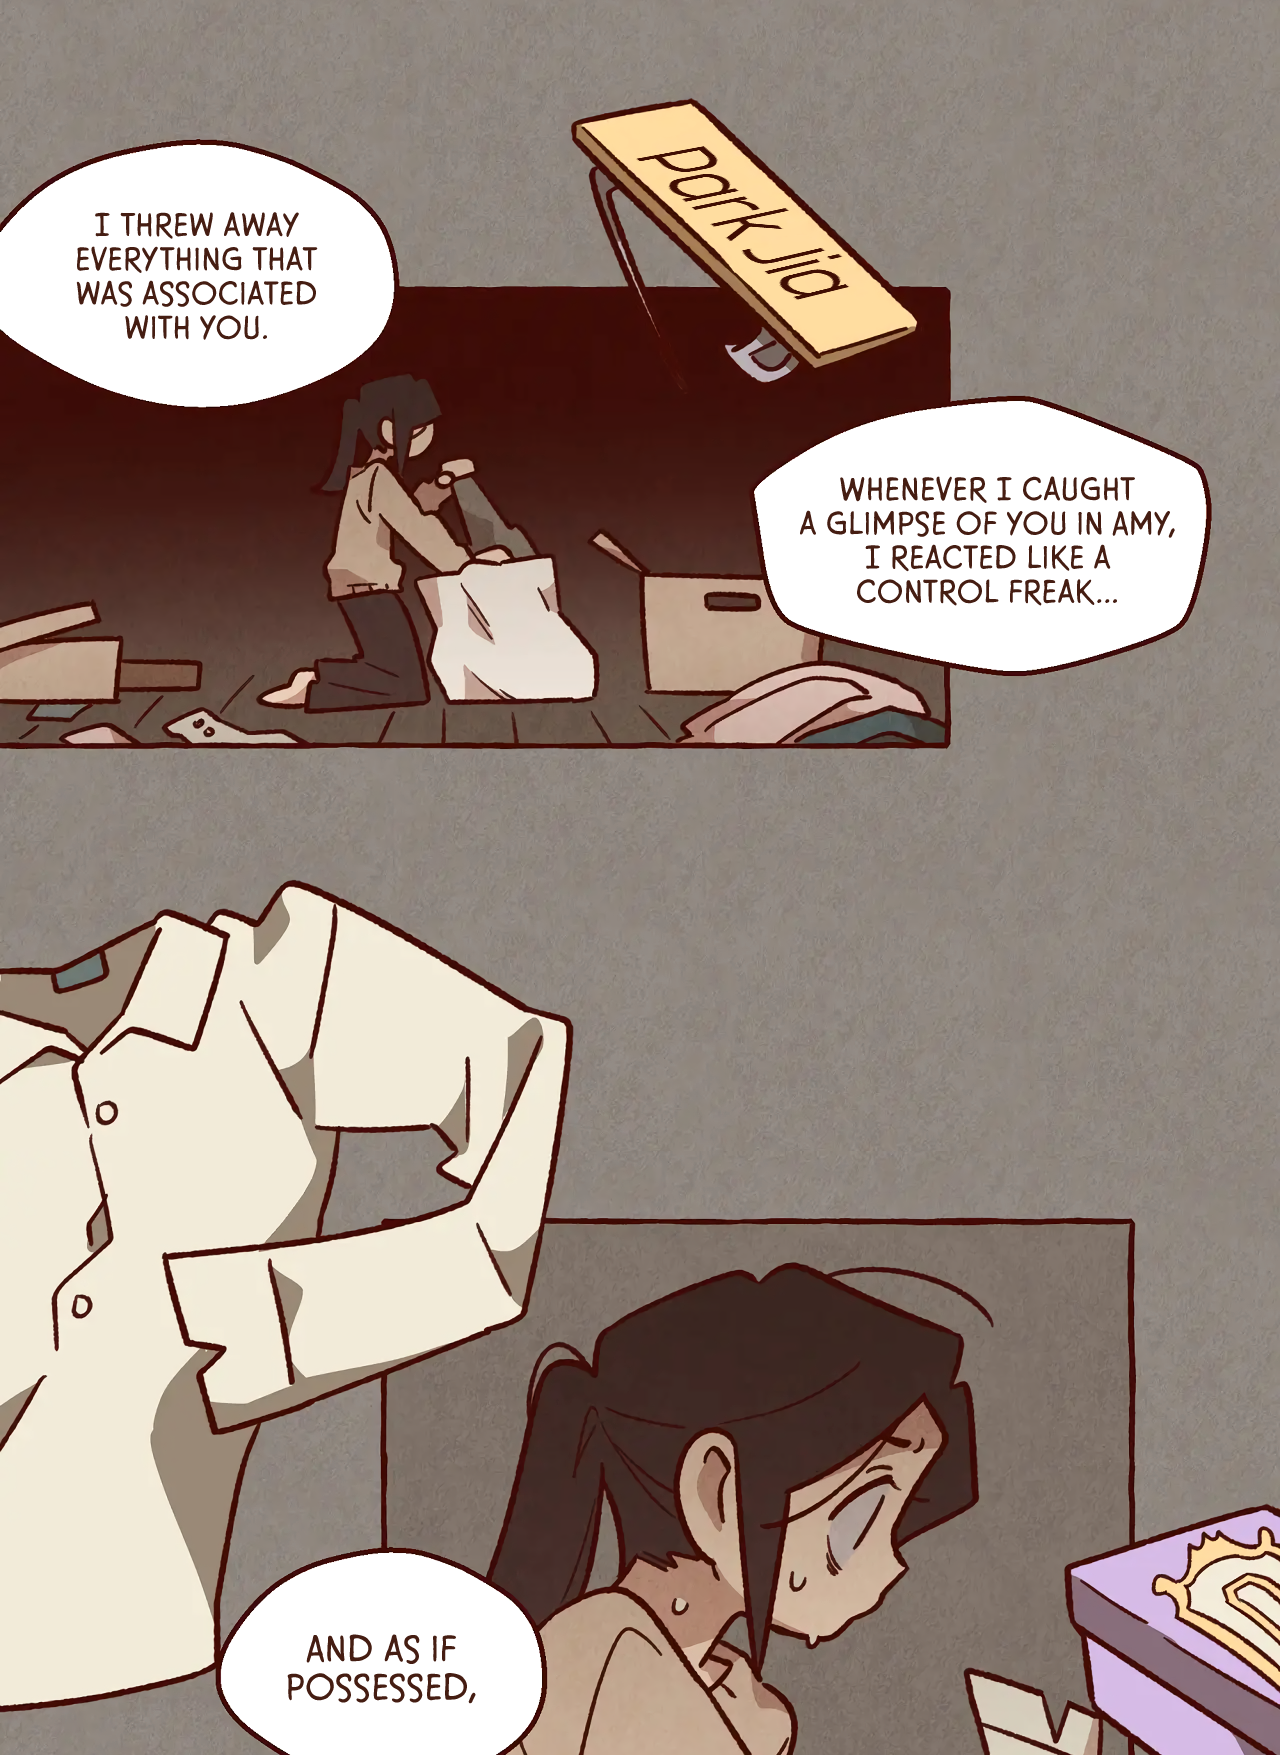 Park Jia
I THREW AWAY
EVERYTHING THAT
WAS ASSOCIATED
WITH YOU.
WHENEVER I CAUGHT
A GLIMPSE OF YOU IN AMY,
I REACTED LIKE A
CONTROL FREAK...
AND AS IF
POSSESSED,